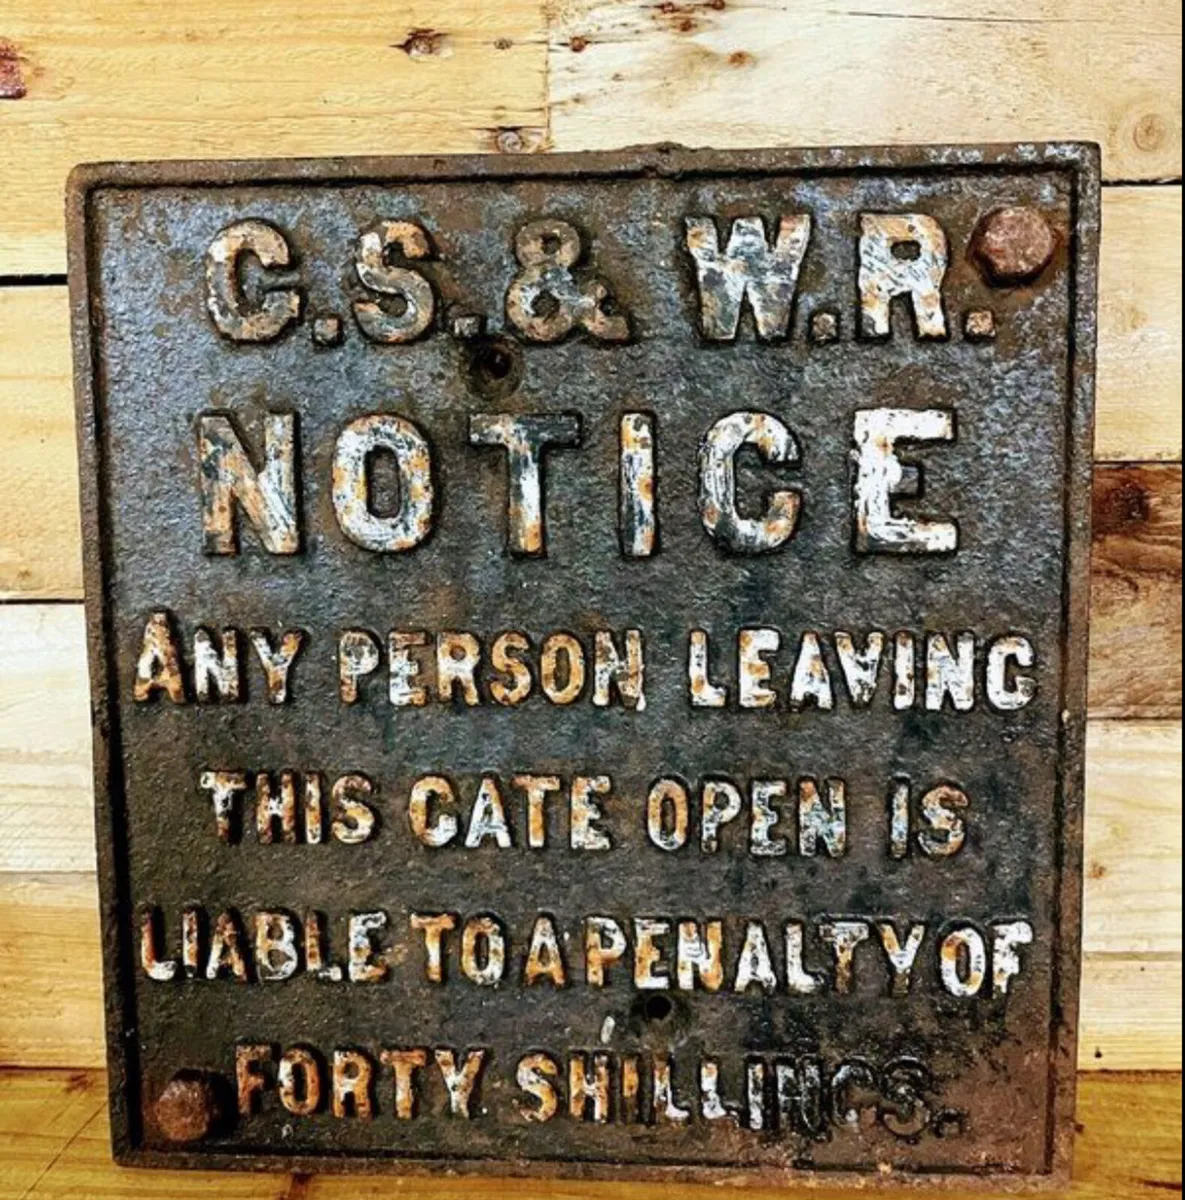 C.S.& W.R.
NOTICE
ANY PERSON LEAVING
THIS GATE OPEN IS
LIABLE TO A PENALTY OF
FORTY SHILLINGS.